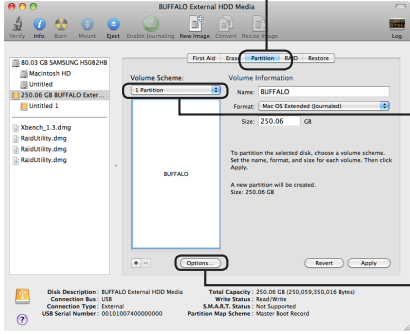 BUFFALO External HDD Media
Verify Info Burn Mount Eject Enable Journaling New Image Convert Resize Image Log
First Aid Erase Partition RAID Restore
80.03 GB SAMSUNG HS082HB
Macintosh HD
Untitled
250.06 GB BUFFALO Exter...
Untitled 1
Xbench_1.3.dmg
RaidUtility.dmg
RaidUtility.dmg
RaidUtility.dmg
Volume Scheme:
1 Partition
BUFFALO
+ −
Options...
Volume Information
Name: BUFFALO
Format: Mac OS Extended (Journaled)
Size: 250.06 GB
To partition the selected disk, choose a volume scheme.
Set the name, format, and size for each volume. Then click
Apply.
A new partition will be created.
Size: 250.06 GB
Revert Apply
?
Disk Description : BUFFALO External HDD Media
Connection Bus : USB
Connection Type : External
USB Serial Number : 00101007400000000
Total Capacity : 250.06 GB (250,059,350,016 Bytes)
Write Status : Read/Write
S.M.A.R.T. Status : Not Supported
Partition Map Scheme : Master Boot Record